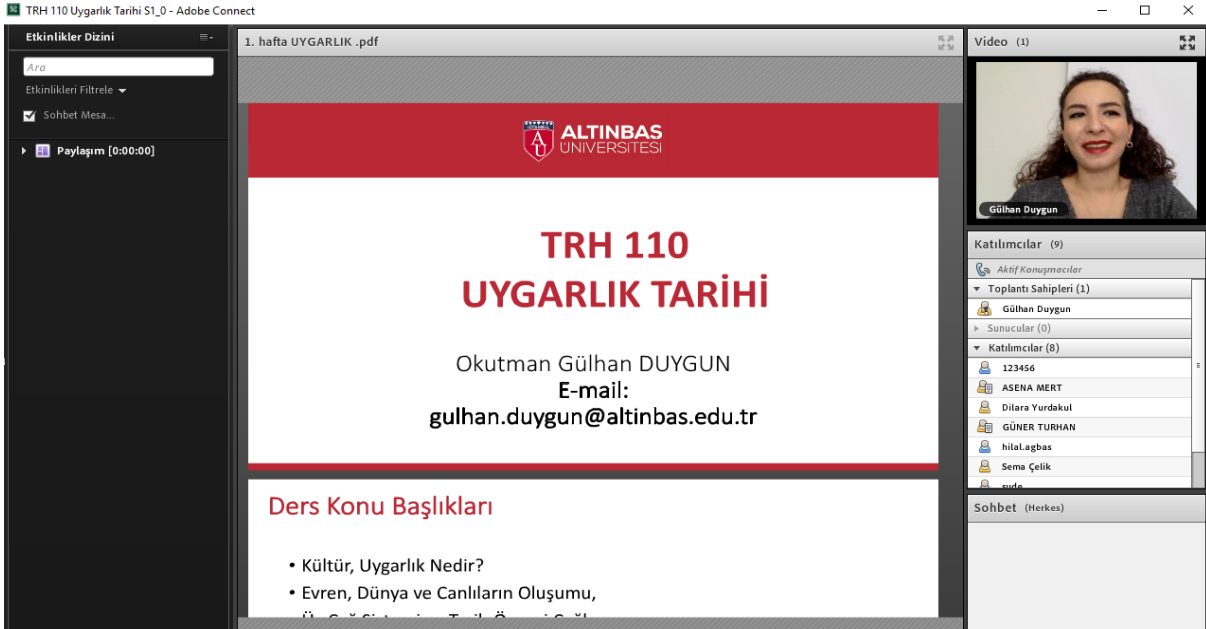 TRH 110 Uygarlık Tarihi S1_0 - Adobe Connect
Etkinlikler Dizini
Ara
Etkinlikleri Filtrele
Sohbet Mesa...
Paylaşım [0:00:00]
1. hafta UYGARLIK .pdf
İSTANBUL
AÜ
ALTINBAS
ÜNİVERSİTESİ
TRH 110
UYGARLIK TARİHİ
Okutman Gülhan DUYGUN
E-mail:
gulhan.duygun@altinbas.edu.tr
Ders Konu Başlıkları
• Kültür, Uygarlık Nedir?
• Evren, Dünya ve Canlıların Oluşumu,
Video (1)
Gülhan Duygun
Katılımcılar (9)
Aktif Konuşmacılar
Toplantı Sahipleri (1)
Gülhan Duygun
Sunucular (0)
Katılımcılar (8)
123456
ASENA MERT
Dilara Yurdakul
GÜNER TURHAN
hilal.agbas
Sema Çelik
sude
Sohbet (Herkes)